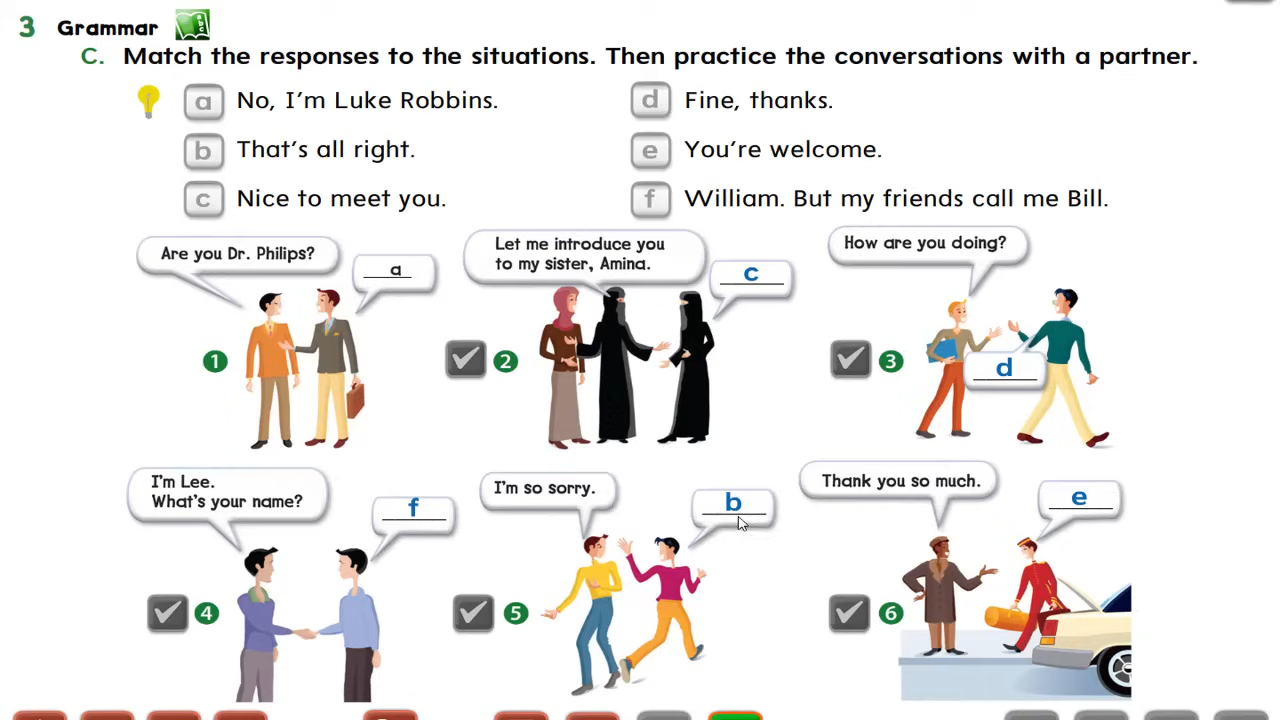 3 Grammar
abc
C. Match the responses to the situations. Then practice the conversations with a partner.
a No, I'm Luke Robbins.
d Fine, thanks.
b That's all right.
e You're welcome.
c Nice to meet you.
f William. But my friends call me Bill.
Are you Dr. Philips?
a
Let me introduce you
to my sister, Amina.
c
How are you doing?
d
1
2
3
I'm Lee.
What's your name?
f
I'm so sorry.
b
Thank you so much.
e
4
5
6